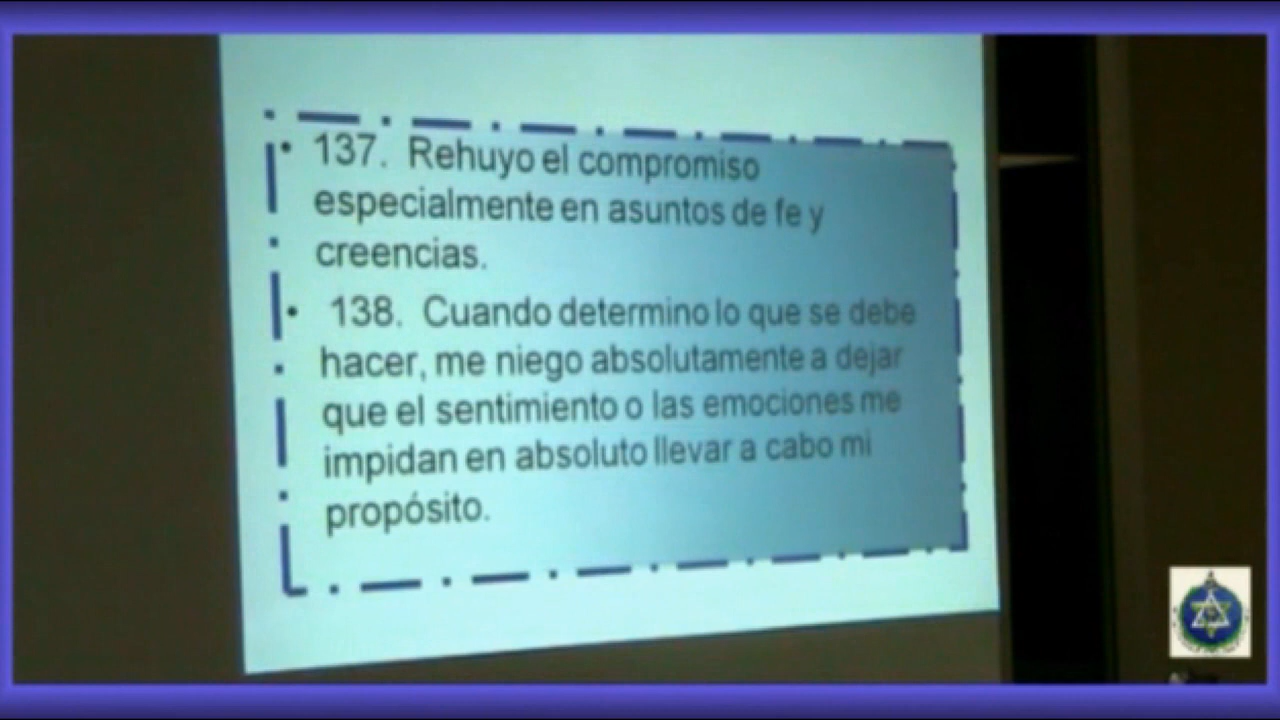 • 137. Rehuyo el compromiso
especialmente en asuntos de fe y
creencias.
• 138. Cuando determino lo que se debe
hacer, me niego absolutamente a dejar
que el sentimiento o las emociones me
impidan en absoluto llevar a cabo mi
propósito.